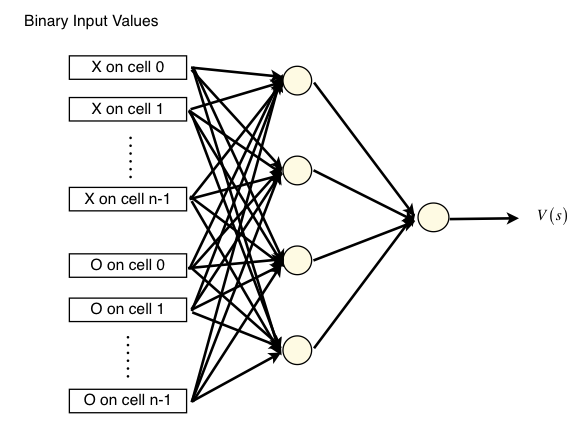 Binary Input Values
X on cell 0
X on cell 1
X on cell n-1
O on cell 0
O on cell 1
O on cell n-1
V(s)